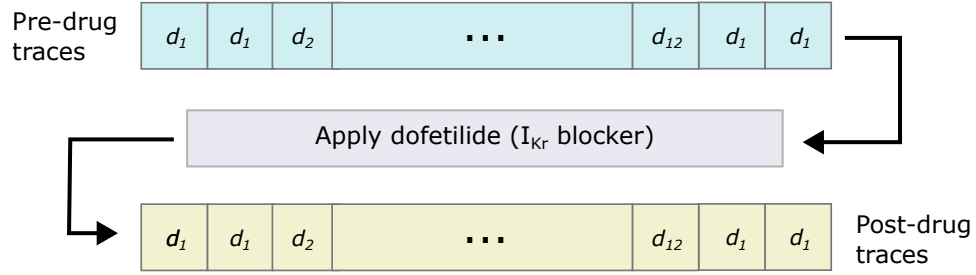 Pre-drug
traces
d₁ d₁ d₂ ... d₁₂ d₁ d₁
Apply dofetilide (I_Kr blocker)
d₁ d₁ d₂ ... d₁₂ d₁ d₁
Post-drug
traces